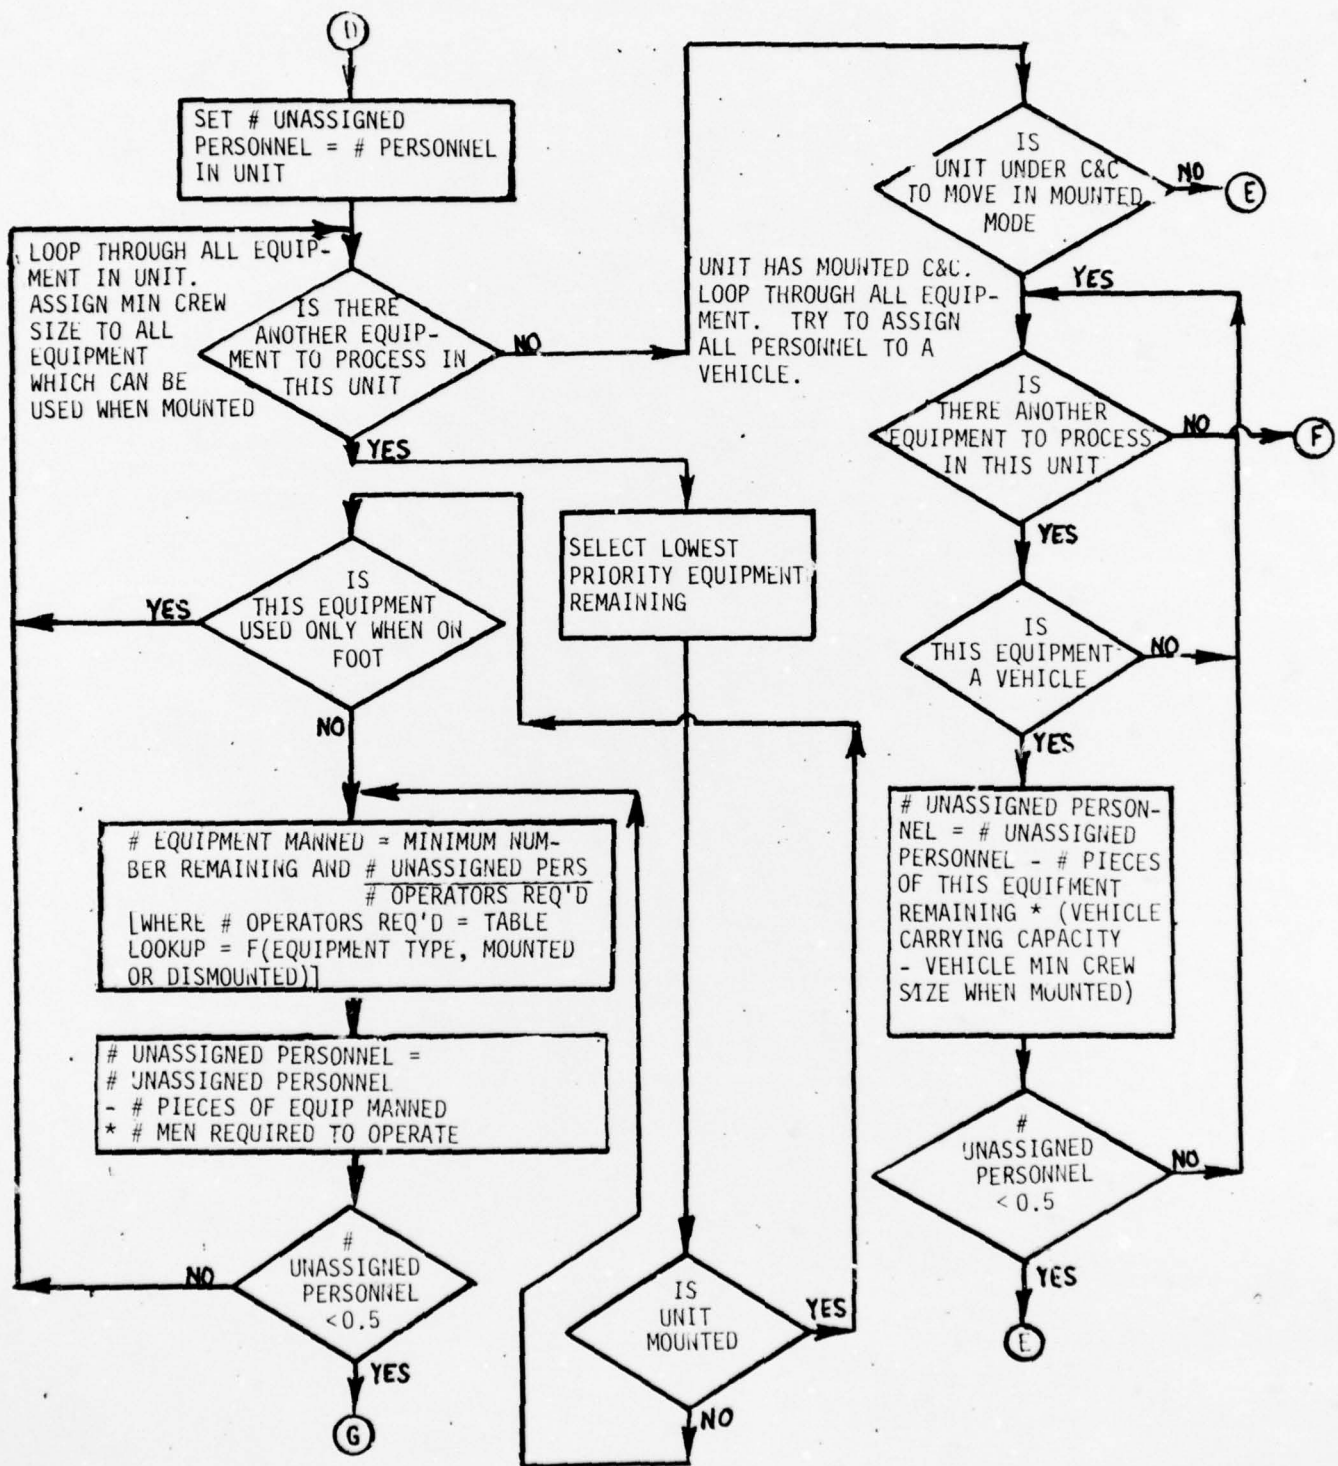 D
SET # UNASSIGNED
PERSONNEL = # PERSONNEL
IN UNIT
LOOP THROUGH ALL EQUIP-
MENT IN UNIT.
ASSIGN MIN CREW
SIZE TO ALL
EQUIPMENT
WHICH CAN BE
USED WHEN MOUNTED
IS THERE
ANOTHER EQUIP-
MENT TO PROCESS IN
THIS UNIT
NO
YES
SELECT LOWEST
PRIORITY EQUIPMENT
REMAINING
IS
THIS EQUIPMENT
USED ONLY WHEN ON
FOOT
YES
NO
# EQUIPMENT MANNED = MINIMUM NUM-
BER REMAINING AND # UNASSIGNED PERS
# OPERATORS REQ'D
[WHERE # OPERATORS REQ'D = TABLE
LOOKUP = F(EQUIPMENT TYPE, MOUNTED
OR DISMOUNTED)]
# UNASSIGNED PERSONNEL =
# UNASSIGNED PERSONNEL
- # PIECES OF EQUIP MANNED
* # MEN REQUIRED TO OPERATE
#
UNASSIGNED
PERSONNEL
<0.5
NO
YES
G
IS
UNIT
MOUNTED
YES
NO
IS
UNIT UNDER C&C
TO MOVE IN MOUNTED
MODE
NO
E
YES
UNIT HAS MOUNTED C&C.
LOOP THROUGH ALL EQUIP-
MENT. TRY TO ASSIGN
ALL PERSONNEL TO A
VEHICLE.
IS
THERE ANOTHER
EQUIPMENT TO PROCESS
IN THIS UNIT
NO
F
YES
IS
THIS EQUIPMENT
A VEHICLE
NO
YES
# UNASSIGNED PERSON-
NEL = # UNASSIGNED
PERSONNEL - # PIECES
OF THIS EQUIPMENT
REMAINING * (VEHICLE
CARRYING CAPACITY
- VEHICLE MIN CREW
SIZE WHEN MOUNTED)
#
UNASSIGNED
PERSONNEL
<0.5
NO
YES
E